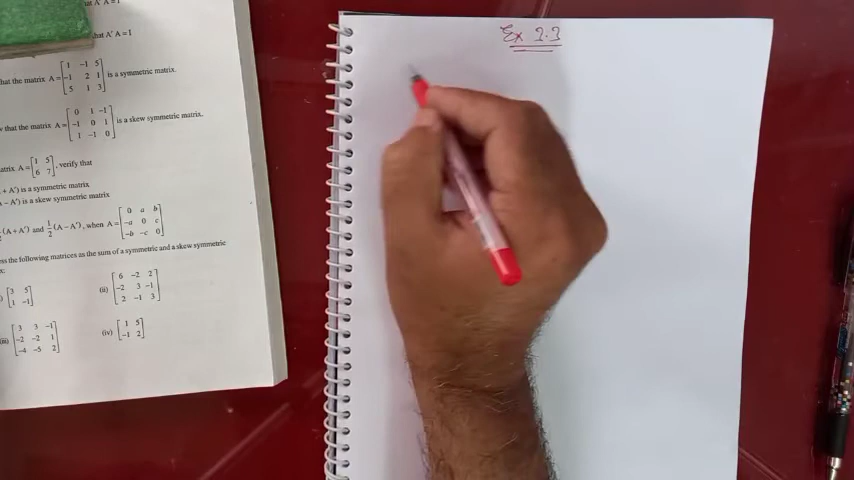 hat A' A = I
hat the matrix A = [1 -1 5; -1 2 1; 5 1 3] is a symmetric matrix.
that the matrix A = [0 1 -1; -1 0 1; 1 -1 0] is a skew symmetric matrix.
atrix A = [1 5; 6 7], verify that
+ A') is a symmetric matrix
A − A') is a skew symmetric matrix
(A+A') and 1/2 (A−A'), when A = [0 a b; -a 0 c; -b -c 0]
ess the following matrices as the sum of a symmetric and a skew symmetric
x:
[3 5; 1 -1] (ii) [6 -2 2; -2 3 -1; 2 -1 3]
(iii) [3 3 -1; -2 -2 1; -4 -5 2] (iv) [1 5; -1 2]
Ex 3.3